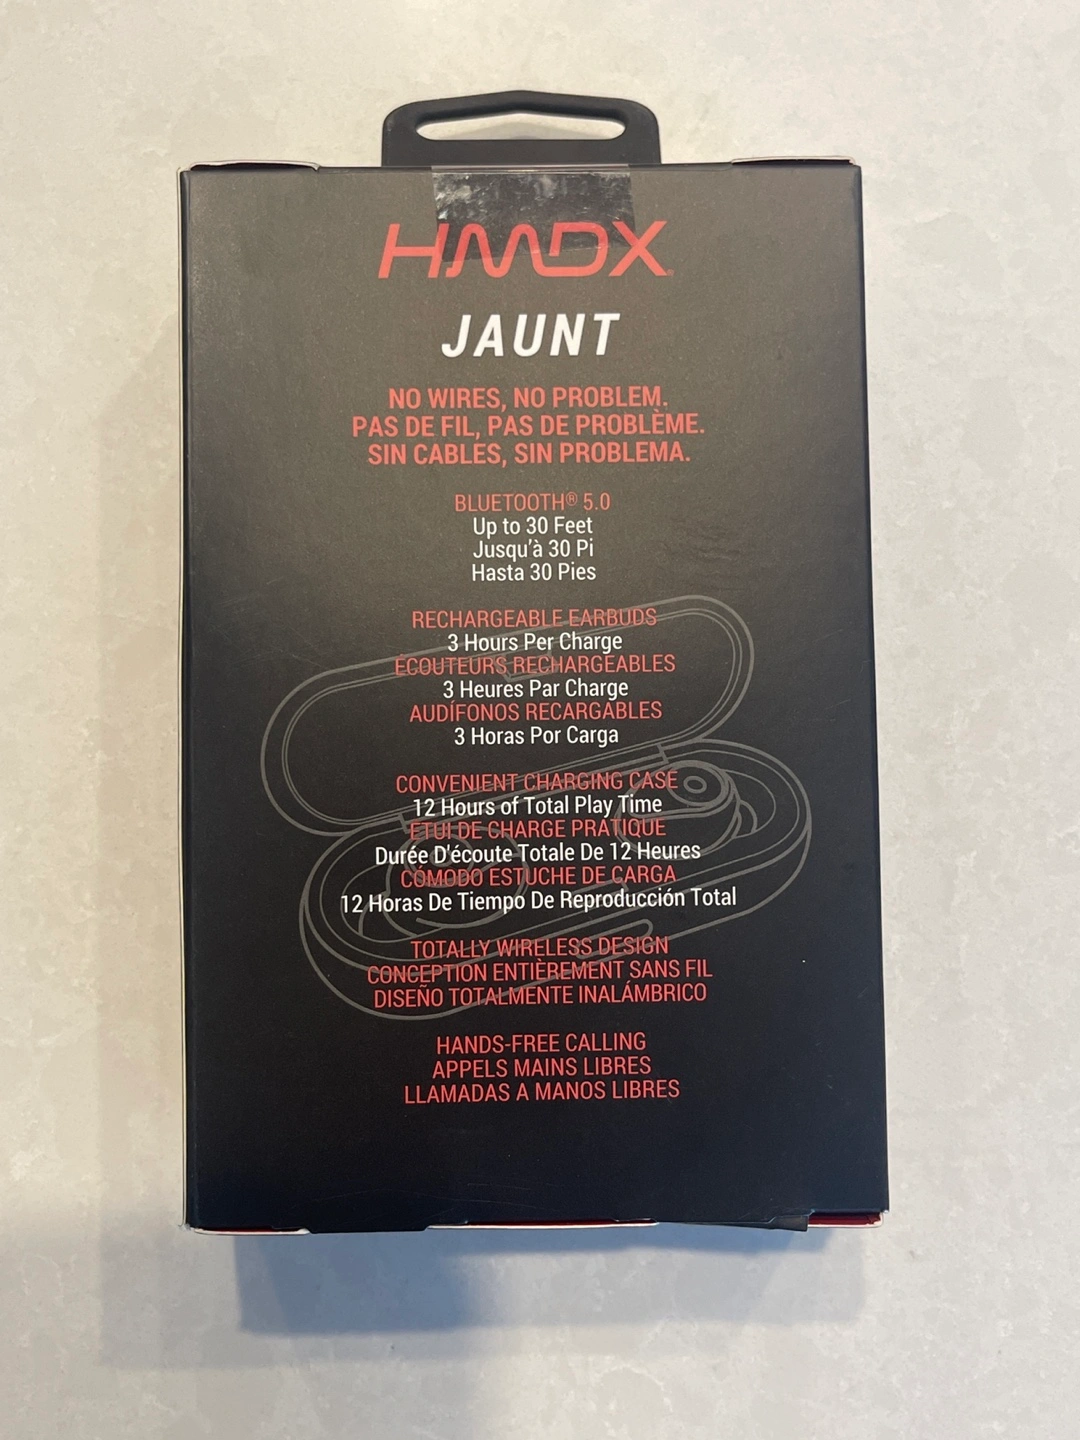 HMDX®
JAUNT
NO WIRES, NO PROBLEM.
PAS DE FIL, PAS DE PROBLÈME.
SIN CABLES, SIN PROBLEMA.
BLUETOOTH® 5.0
Up to 30 Feet
Jusqu'à 30 Pi
Hasta 30 Pies
RECHARGEABLE EARBUDS
3 Hours Per Charge
ÉCOUTEURS RECHARGEABLES
3 Heures Par Charge
AUDÍFONOS RECARGABLES
3 Horas Por Carga
CONVENIENT CHARGING CASE
12 Hours of Total Play Time
ÉTUI DE CHARGE PRATIQUE
Durée D'écoute Totale De 12 Heures
CÓMODO ESTUCHE DE CARGA
12 Horas De Tiempo De Reproducción Total
TOTALLY WIRELESS DESIGN
CONCEPTION ENTIÈREMENT SANS FIL
DISEÑO TOTALMENTE INALÁMBRICO
HANDS-FREE CALLING
APPELS MAINS LIBRES
LLAMADAS A MANOS LIBRES